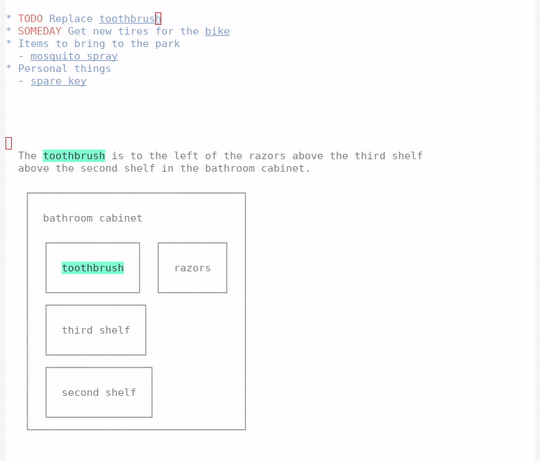 * TODO Replace toothbrush
* SOMEDAY Get new tires for the bike
* Items to bring to the park
- mosquito spray
* Personal things
- spare key
The toothbrush is to the left of the razors above the third shelf
above the second shelf in the bathroom cabinet.
bathroom cabinet
toothbrush razors
third shelf
second shelf